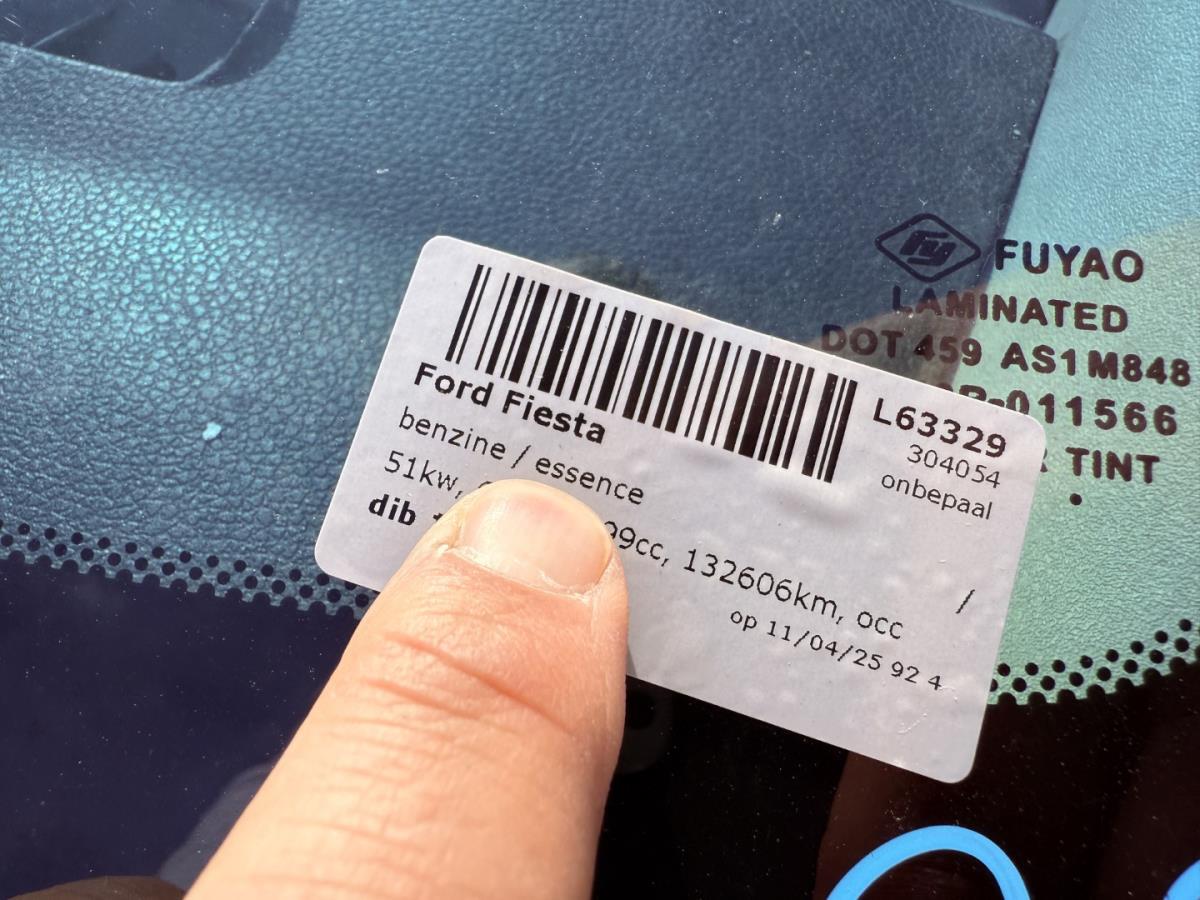 FUYAO
LAMINATED
DOT 459 AS1 M848
011566
TINT
L63329
304054
onbepaal
Ford Fiesta
benzine / essence
51kw, 99cc, 132606km, occ /
dib
op 11/04/25 92 4